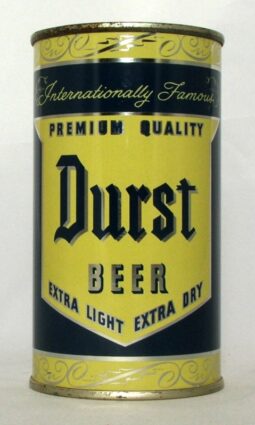 Internationally Famous
PREMIUM QUALITY
Durst
BEER
EXTRA LIGHT EXTRA DRY